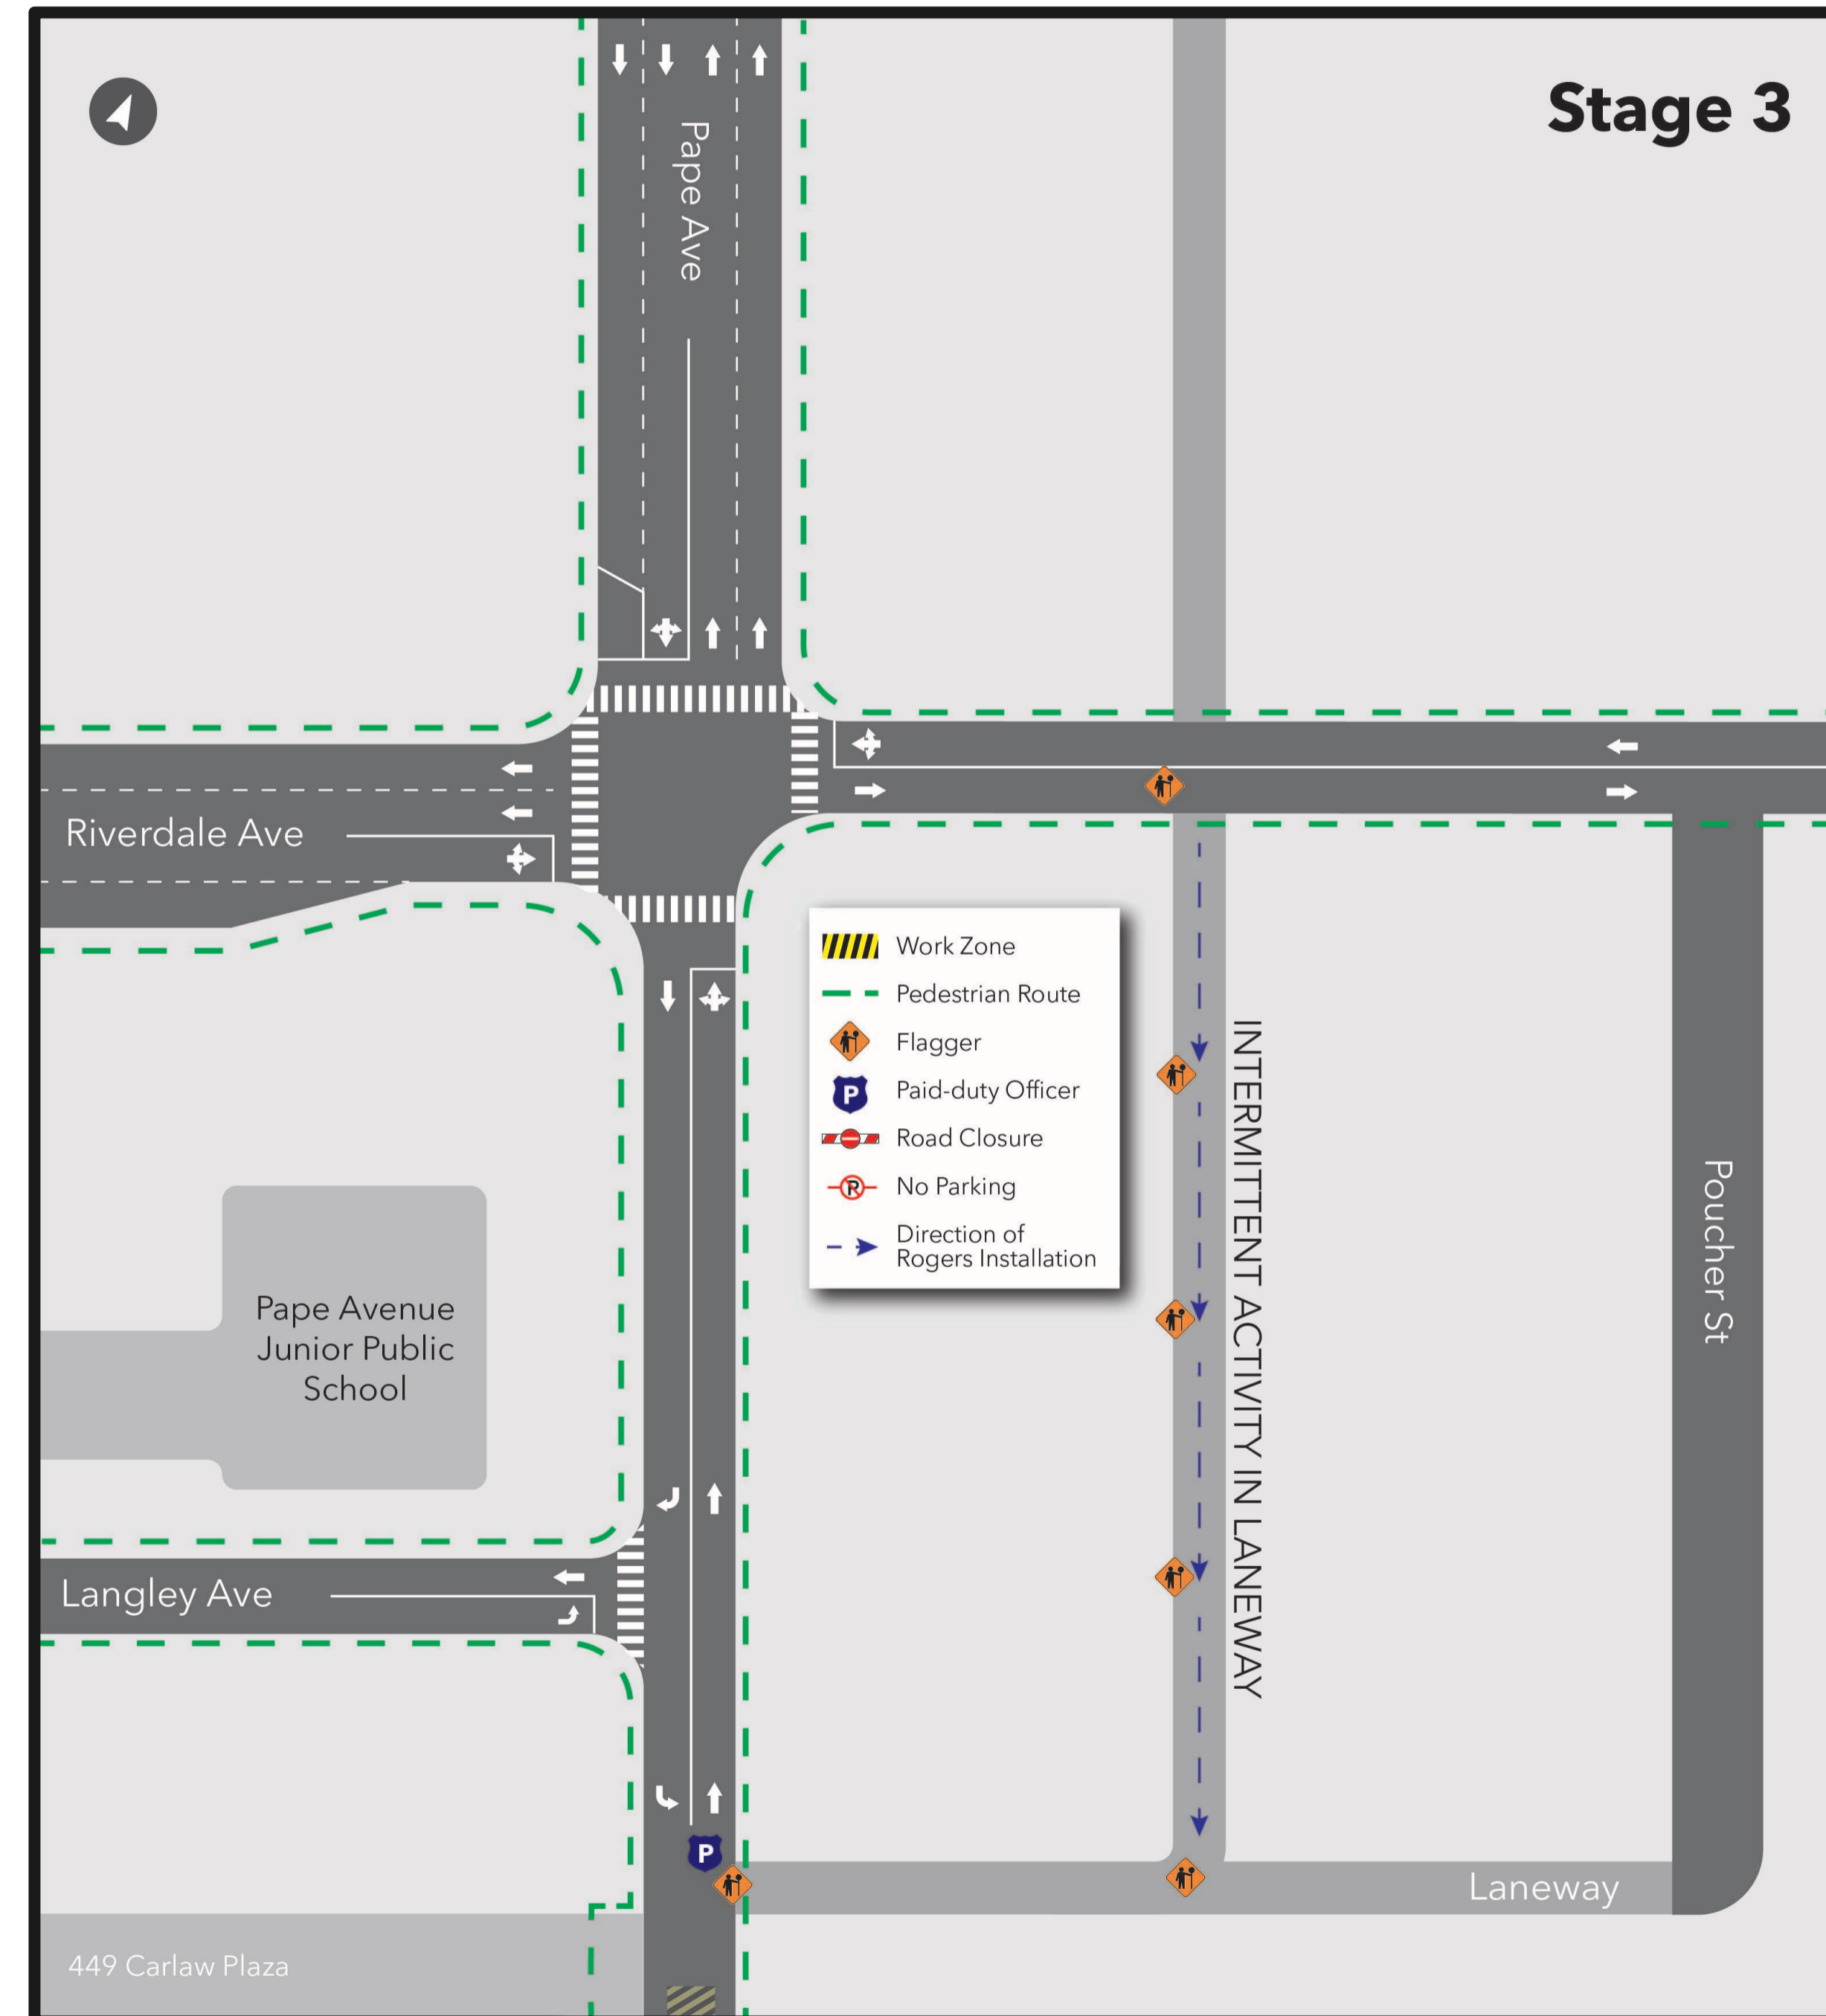 Stage 3
Pape Ave
Riverdale Ave
Work Zone
Pedestrian Route
Flagger
P
Paid-duty Officer
Road Closure
P
No Parking
Direction of
Rogers Installation
INTERMITTENT ACTIVITY IN LANEWAY
Poucher St
Pape Avenue
Junior Public
School
Langley Ave
P
Laneway
449 Carlaw Plaza